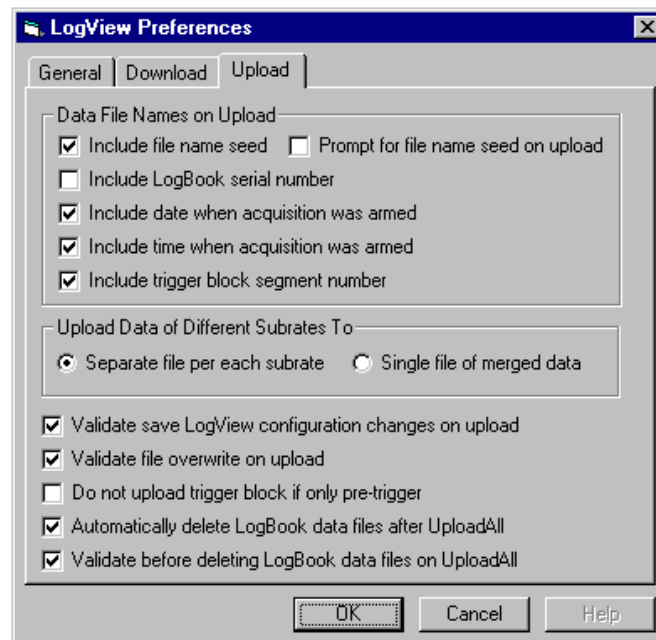 LogView Preferences
General Download Upload
Data File Names on Upload
Include file name seed Prompt for file name seed on upload
Include LogBook serial number
Include date when acquisition was armed
Include time when acquisition was armed
Include trigger block segment number
Upload Data of Different Subrates To
Separate file per each subrate Single file of merged data
Validate save LogView configuration changes on upload
Validate file overwrite on upload
Do not upload trigger block if only pre-trigger
Automatically delete LogBook data files after UploadAll
Validate before deleting LogBook data files on UploadAll
OK Cancel Help